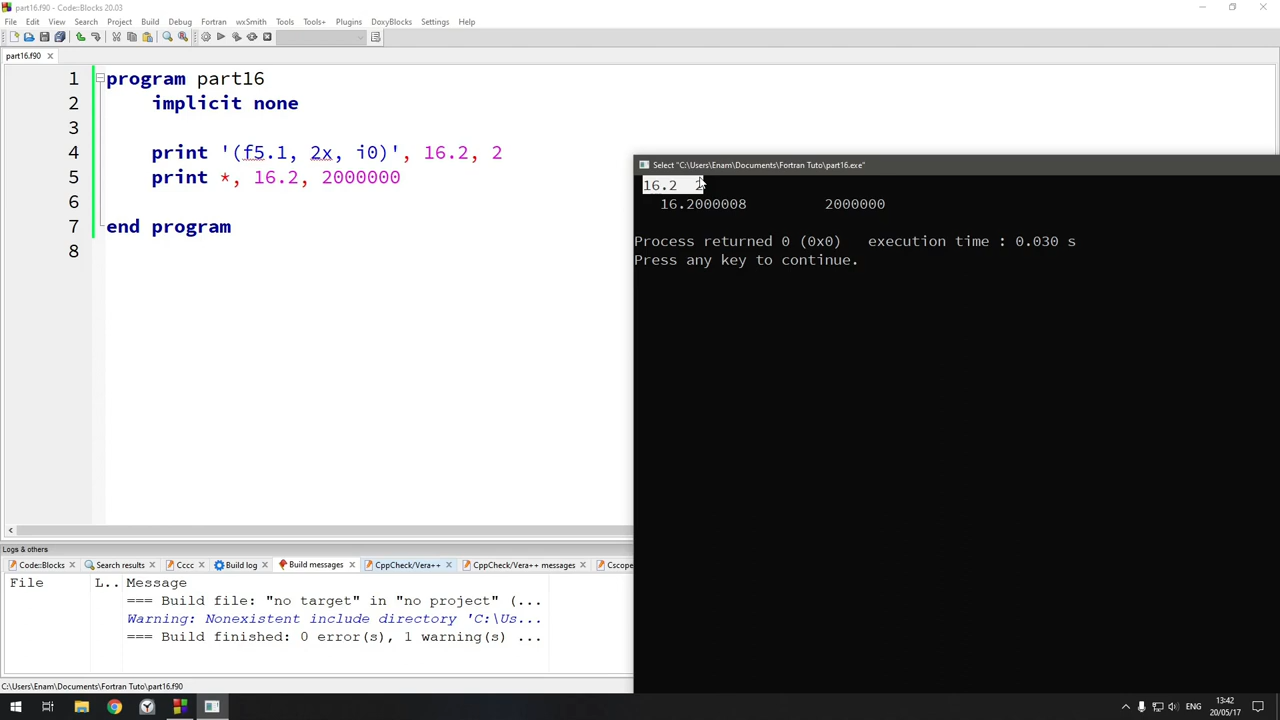 part16.f90 - Code::Blocks 20.03
File Edit View Search Project Build Debug Fortran wxSmith Tools Tools+ Plugins DoxyBlocks Settings Help
part16.f90
1 program part16
2 implicit none
3
4 print '(f5.1, 2x, i0)', 16.2, 2
5 print *, 16.2, 2000000
6
7 end program
8
Select "C:\Users\Enam\Documents\Fortran Tuto\part16.exe"
16.2 2
16.2000008 2000000
Process returned 0 (0x0) execution time : 0.030 s
Press any key to continue.
Logs & others
Code::Blocks Search results Cccc Build log Build messages CppCheck/Vera++ CppCheck/Vera++ messages Cscope
File L.. Message
=== Build file: "no target" in "no project" (...
Warning: Nonexistent include directory 'C:\Us...
=== Build finished: 0 error(s), 1 warning(s) ...
C:\Users\Enam\Documents\Fortran Tuto\part16.f90
ENG
13:42
20/05/17